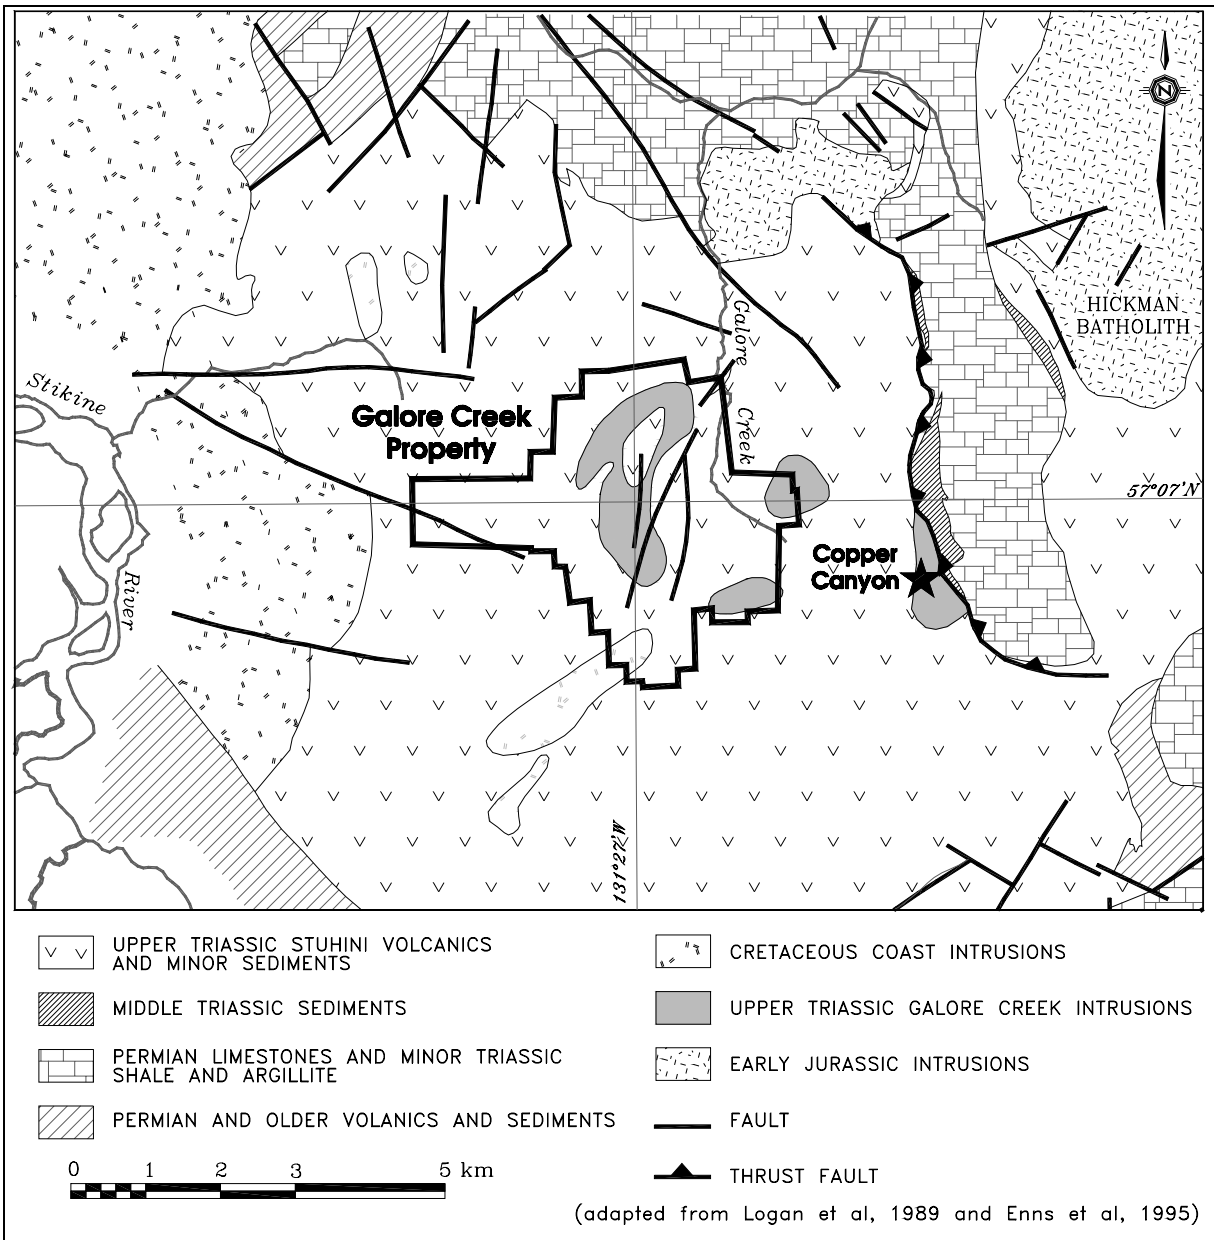 N
HICKMAN
BATHOLITH
Galore
Creek
Stikine
River
Galore Creek
Property
57°07'N
Copper
Canyon
131°27'W
UPPER TRIASSIC STUHINI VOLCANICS
AND MINOR SEDIMENTS
MIDDLE TRIASSIC SEDIMENTS
PERMIAN LIMESTONES AND MINOR TRIASSIC
SHALE AND ARGILLITE
PERMIAN AND OLDER VOLANICS AND SEDIMENTS
CRETACEOUS COAST INTRUSIONS
UPPER TRIASSIC GALORE CREEK INTRUSIONS
EARLY JURASSIC INTRUSIONS
FAULT
THRUST FAULT
0 1 2 3 5 km
(adapted from Logan et al, 1989 and Enns et al, 1995)